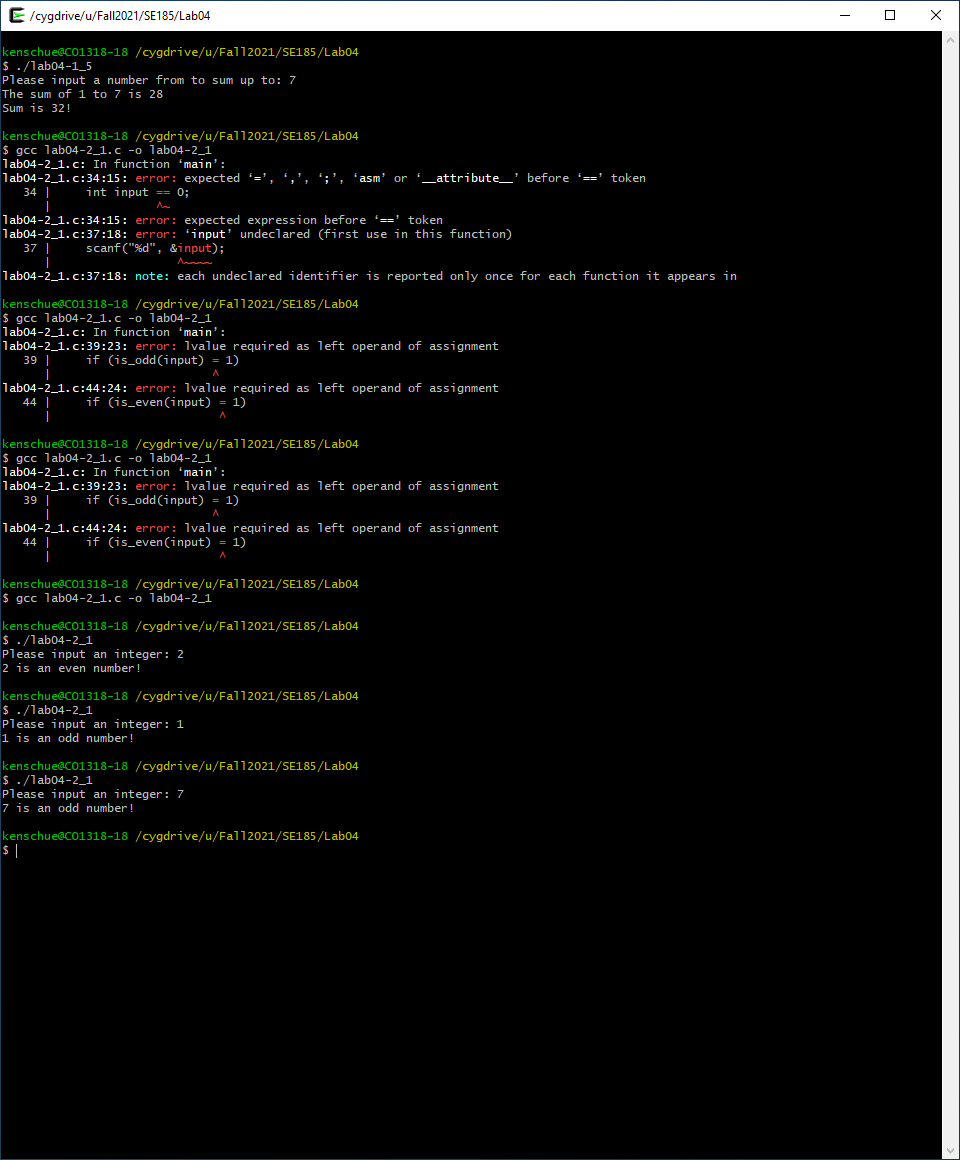 /cygdrive/u/Fall2021/SE185/Lab04
kenschue@CO1318-18 /cygdrive/u/Fall2021/SE185/Lab04
$ ./lab04-1_5
Please input a number from to sum up to: 7
The sum of 1 to 7 is 28
Sum is 32!
kenschue@CO1318-18 /cygdrive/u/Fall2021/SE185/Lab04
$ gcc lab04-2_1.c -o lab04-2_1
lab04-2_1.c: In function ‘main’:
lab04-2_1.c:34:15: error: expected ‘=’, ‘,’, ‘;’, ‘asm’ or ‘__attribute__’ before ‘==’ token
   34 |     int input == 0;
      |               ^~
lab04-2_1.c:34:15: error: expected expression before ‘==’ token
lab04-2_1.c:37:18: error: ‘input’ undeclared (first use in this function)
   37 |     scanf("%d", &input);
      |                  ^~~~~
lab04-2_1.c:37:18: note: each undeclared identifier is reported only once for each function it appears in
kenschue@CO1318-18 /cygdrive/u/Fall2021/SE185/Lab04
$ gcc lab04-2_1.c -o lab04-2_1
lab04-2_1.c: In function ‘main’:
lab04-2_1.c:39:23: error: lvalue required as left operand of assignment
   39 |     if (is_odd(input) = 1)
      |                       ^
lab04-2_1.c:44:24: error: lvalue required as left operand of assignment
   44 |     if (is_even(input) = 1)
      |                        ^
kenschue@CO1318-18 /cygdrive/u/Fall2021/SE185/Lab04
$ gcc lab04-2_1.c -o lab04-2_1
lab04-2_1.c: In function ‘main’:
lab04-2_1.c:39:23: error: lvalue required as left operand of assignment
   39 |     if (is_odd(input) = 1)
      |                       ^
lab04-2_1.c:44:24: error: lvalue required as left operand of assignment
   44 |     if (is_even(input) = 1)
      |                        ^
kenschue@CO1318-18 /cygdrive/u/Fall2021/SE185/Lab04
$ gcc lab04-2_1.c -o lab04-2_1
kenschue@CO1318-18 /cygdrive/u/Fall2021/SE185/Lab04
$ ./lab04-2_1
Please input an integer: 2
2 is an even number!
kenschue@CO1318-18 /cygdrive/u/Fall2021/SE185/Lab04
$ ./lab04-2_1
Please input an integer: 1
1 is an odd number!
kenschue@CO1318-18 /cygdrive/u/Fall2021/SE185/Lab04
$ ./lab04-2_1
Please input an integer: 7
7 is an odd number!
kenschue@CO1318-18 /cygdrive/u/Fall2021/SE185/Lab04
$